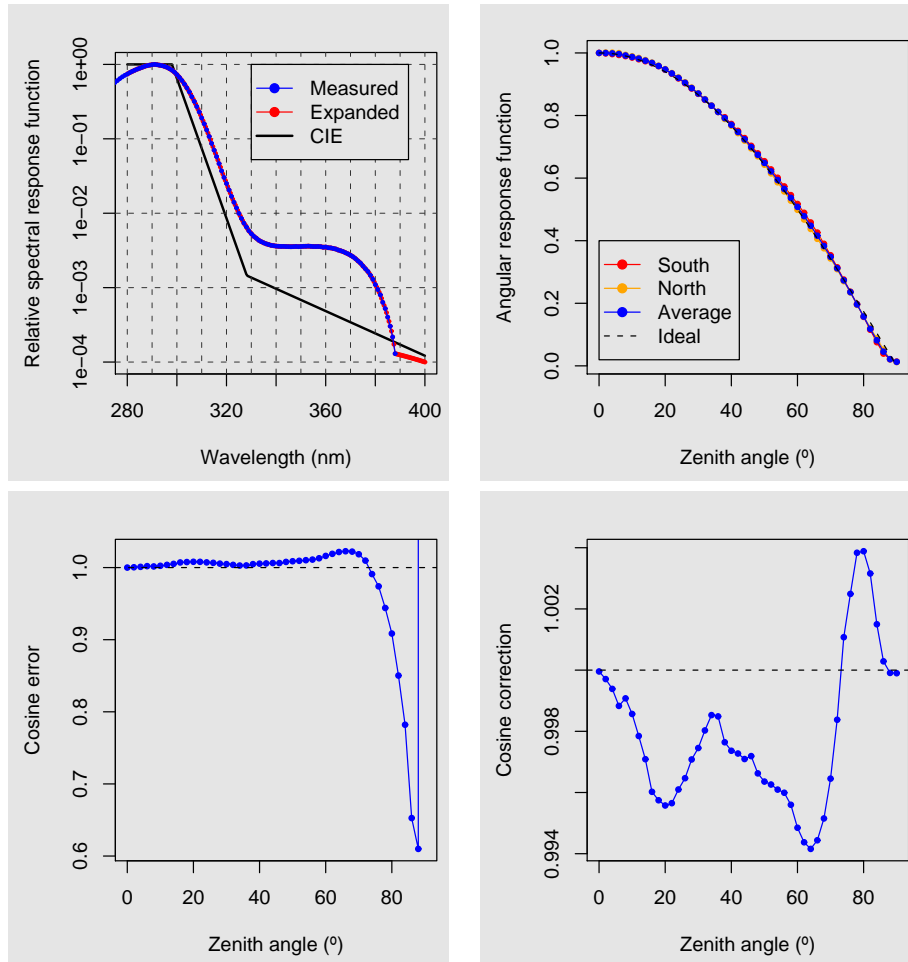 Relative spectral response function
1e+00
1e-01
1e-02
1e-03
1e-04
Measured
Expanded
CIE
280
320
360
400
Wavelength (nm)
Angular response function
1.0
0.8
0.6
0.4
0.2
0.0
South
North
Average
Ideal
0
20
40
60
80
Zenith angle (º)
Cosine error
1.0
0.9
0.8
0.7
0.6
0
20
40
60
80
Zenith angle (º)
Cosine correction
1.002
0.998
0.994
0
20
40
60
80
Zenith angle (º)